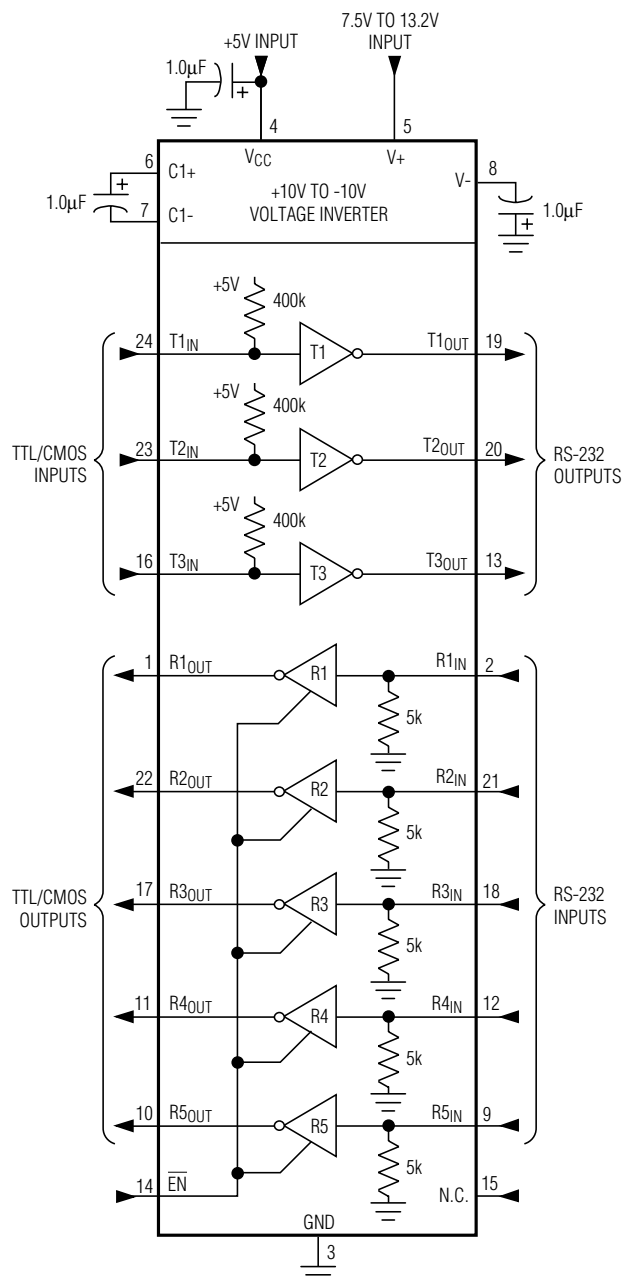 7.5V TO 13.2V
INPUT
+5V INPUT
1.0µF
+
4
5
VCC
V+
6
C1+
+
1.0µF
7
C1-
+10V TO -10V
VOLTAGE INVERTER
V-
8
1.0µF
+
+5V
400k
24
T1IN
T1
T1OUT
19
+5V
400k
TTL/CMOS
INPUTS
23
T2IN
T2
T2OUT
20
RS-232
OUTPUTS
+5V
400k
16
T3IN
T3
T3OUT
13
1
R1OUT
R1
R1IN
2
5k
22
R2OUT
R2
R2IN
21
5k
TTL/CMOS
OUTPUTS
17
R3OUT
R3
R3IN
18
RS-232
INPUTS
5k
11
R4OUT
R4
R4IN
12
5k
10
R5OUT
R5
R5IN
9
5k
14
EN
N.C.
15
GND
3